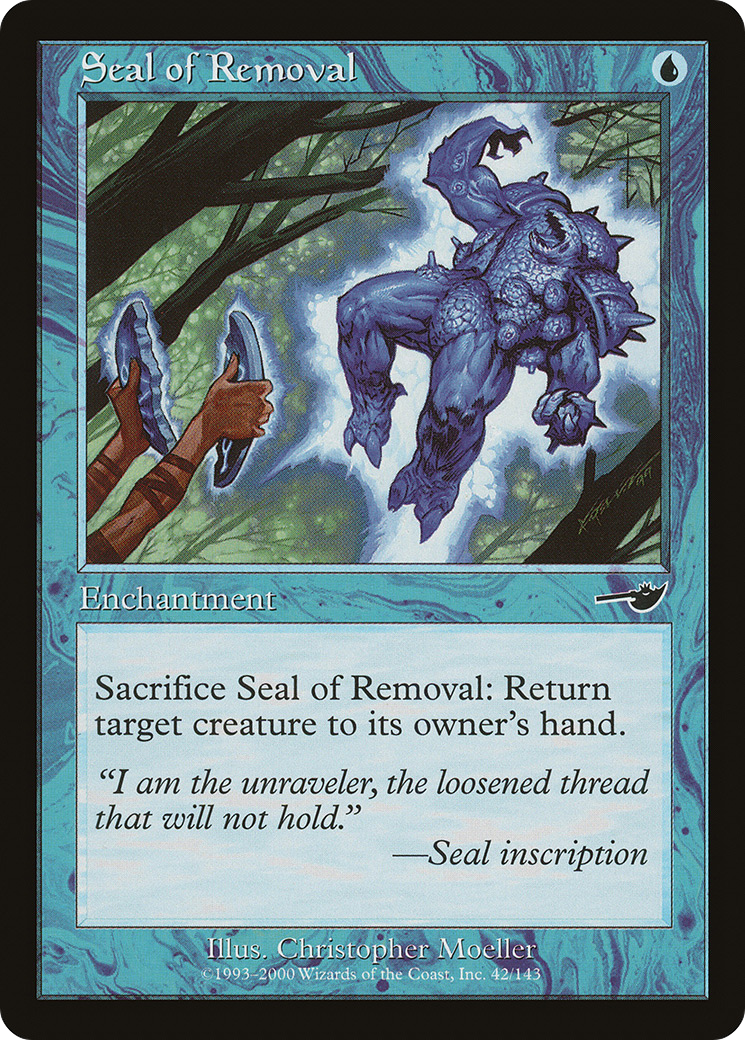 Seal of Removal
Enchantment
Sacrifice Seal of Removal: Return
target creature to its owner's hand.
“I am the unraveler, the loosened thread
that will not hold.”
—Seal inscription
Illus. Christopher Moeller
©1993–2000 Wizards of the Coast, Inc. 42/143